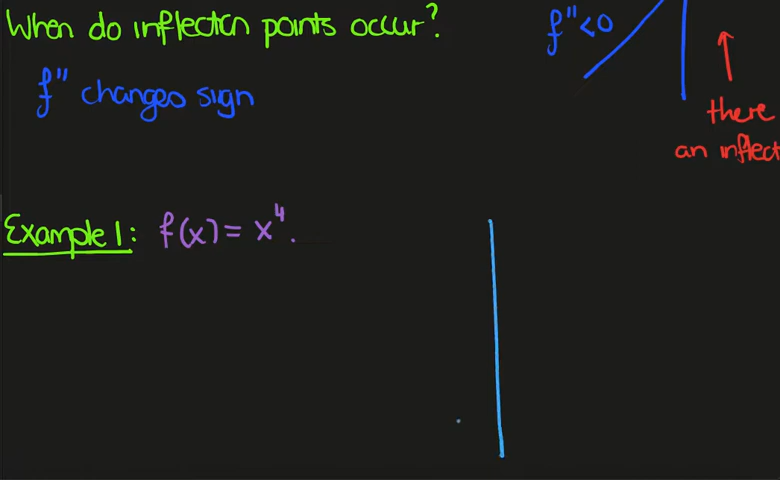 When do inflection points occur?
f'' < 0
f'' changes sign
there
an inflect
Example 1: f(x) = x⁴.